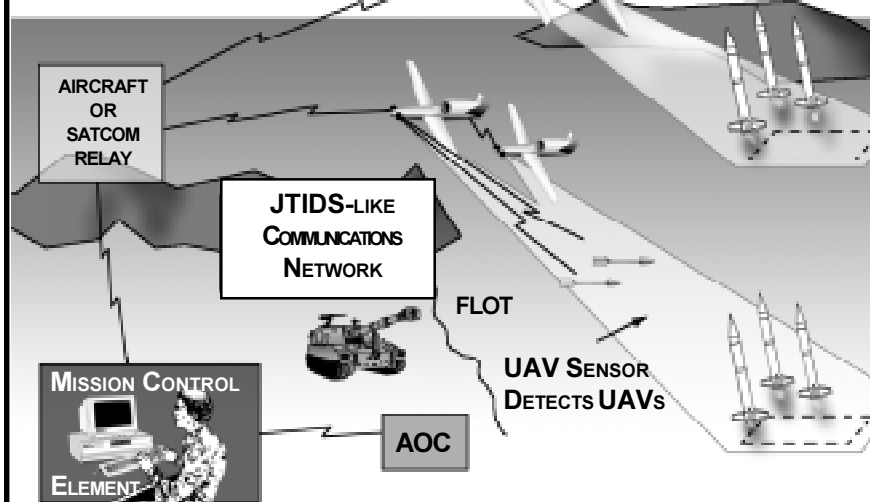 AIRCRAFT
OR
SATCOM
RELAY
JTIDS-LIKE
COMMUNICATIONS
NETWORK
FLOT
UAV SENSOR
DETECTS UAVS
MISSION CONTROL
ELEMENT
AOC